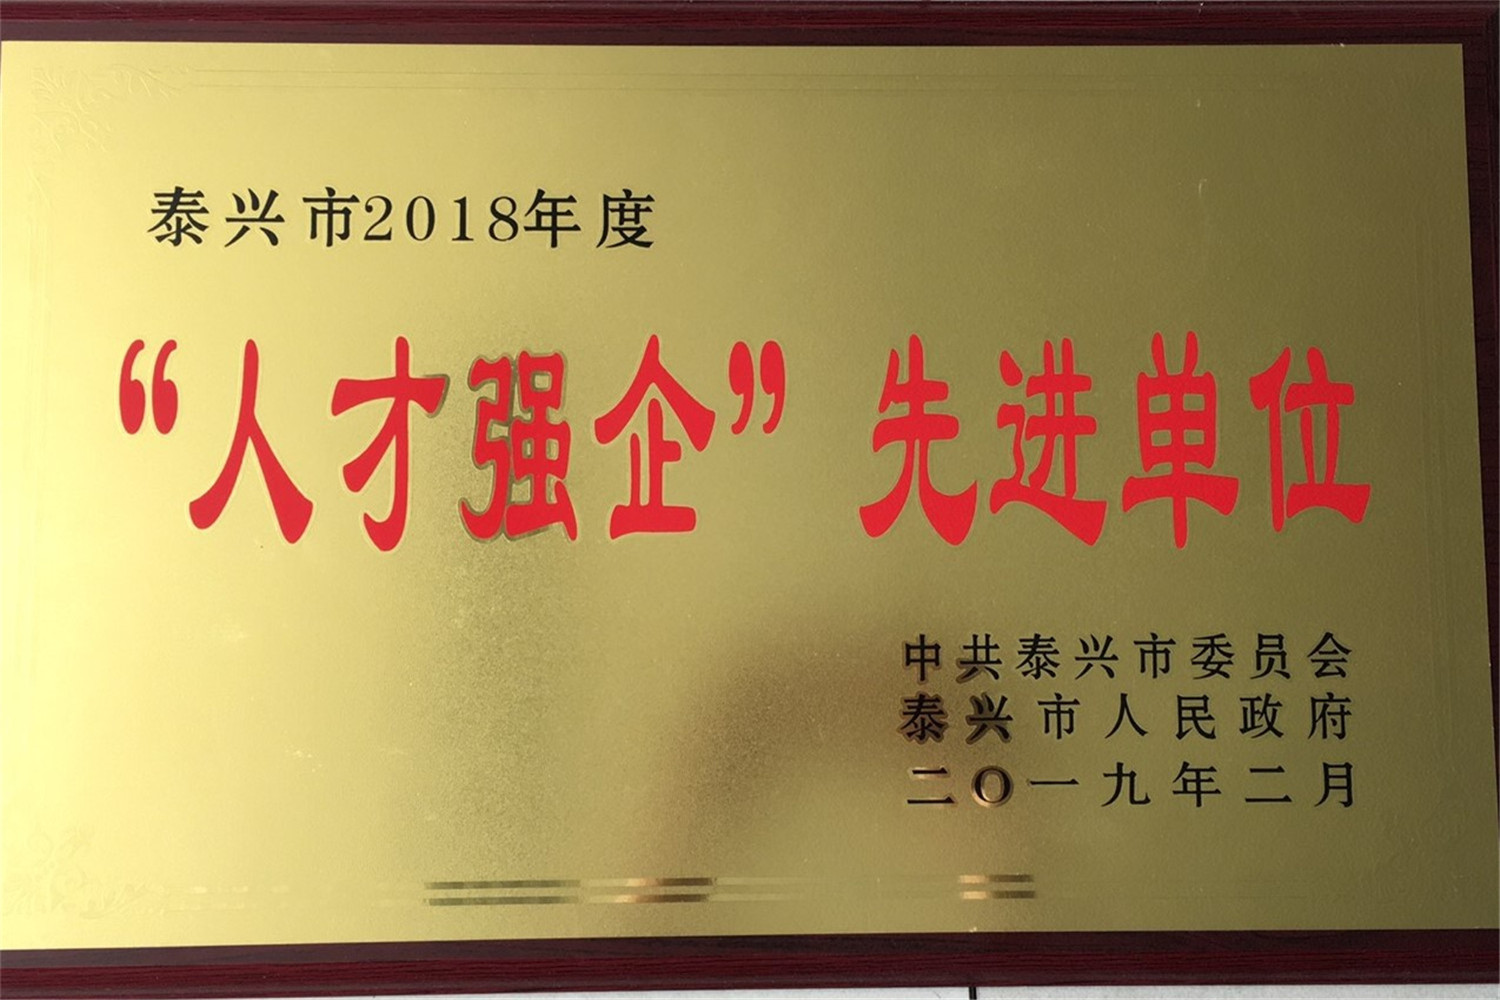 泰兴市2018年度
“人才强企”先进单位
中共泰兴市委员会
泰兴市人民政府
二〇一九年二月